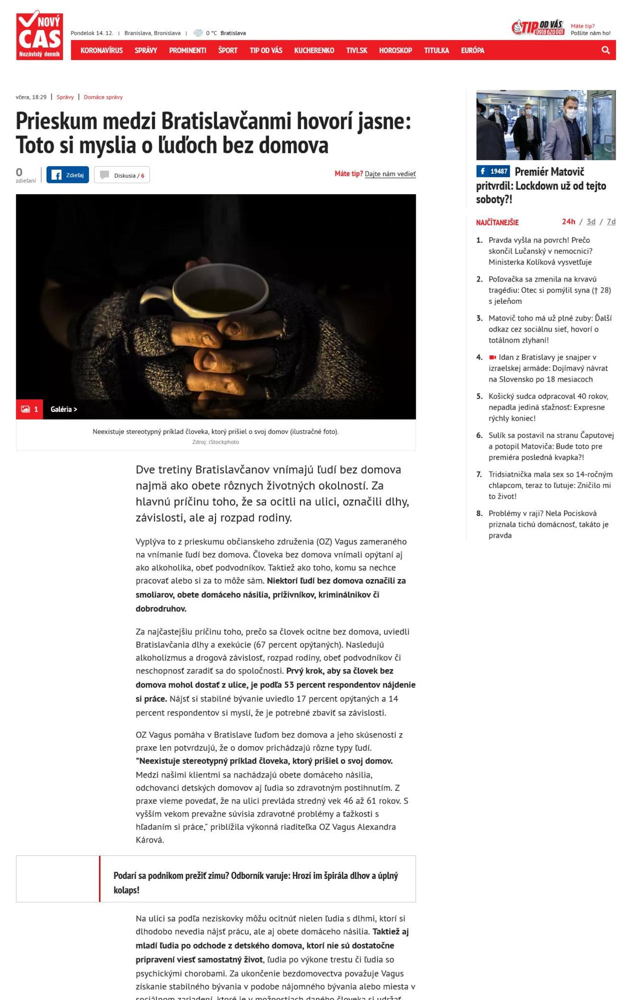 NOVÝ
ČAS
Nezávislý denník
Pondelok 14. 12. | Branislava, Bronislava | 0 °C Bratislava
TIP OD VÁS
0918 620 001
Máte tip?
Pošlite nám ho!
KORONAVÍRUS SPRÁVY PROMINENTI ŠPORT TIP OD VÁS KUCHERENKO TIVI.SK HOROSKOP TITULKA EURÓPA
včera, 18:29 | Správy | Domáce správy
Prieskum medzi Bratislavčanmi hovorí jasne:
Toto si myslia o ľuďoch bez domova
0
zdieľaní
Zdieľaj
Diskusia / 6
Máte tip? Dajte nám vedieť
1 Galéria >
Neexistuje stereotypný príklad človeka, ktorý prišiel o svoj domov (ilustračné foto).
Zdroj: iStockphoto
Dve tretiny Bratislavčanov vnímajú ľudí bez domova
najmä ako obete rôznych životných okolností. Za
hlavnú príčinu toho, že sa ocitli na ulici, označili dlhy,
závislosti, ale aj rozpad rodiny.
Vyplýva to z prieskumu občianskeho združenia (OZ) Vagus zameraného
na vnímanie ľudí bez domova. Človeka bez domova vnímali opýtaní aj
ako alkoholika, obeť podvodníkov. Taktiež ako toho, komu sa nechce
pracovať alebo si za to môže sám. Niektorí ľudí bez domova označili za
smoliarov, obete domáceho násilia, príživníkov, kriminálnikov či
dobrodruhov.
Za najčastejšiu príčinu toho, prečo sa človek ocitne bez domova, uviedli
Bratislavčania dlhy a exekúcie (67 percent opýtaných). Nasledujú
alkoholizmus a drogová závislosť, rozpad rodiny, obeť podvodníkov či
neschopnosť zaradiť sa do spoločnosti. Prvý krok, aby sa človek bez
domova mohol dostať z ulice, je podľa 53 percent respondentov nájdenie
si práce. Nájsť si stabilné bývanie uviedlo 17 percent opýtaných a 14
percent respondentov si myslí, že je potrebné zbaviť sa závislosti.
OZ Vagus pomáha v Bratislave ľuďom bez domova a jeho skúsenosti z
praxe len potvrdzujú, že o domov prichádzajú rôzne typy ľudí.
"Neexistuje stereotypný príklad človeka, ktorý prišiel o svoj domov.
Medzi našimi klientmi sa nachádzajú obete domáceho násilia,
odchovanci detských domovov aj ľudia so zdravotným postihnutím. Z
praxe vieme povedať, že na ulici prevláda stredný vek 46 až 61 rokov. S
vyšším vekom prevažne súvisia zdravotné problémy a ťažkosti s
hľadaním si práce," priblížila výkonná riaditeľka OZ Vagus Alexandra
Kárová.
Podarí sa podnikom prežiť zimu? Odborník varuje: Hrozí im špirála dlhov a úplný
kolaps!
Na ulici sa podľa neziskovky môžu ocitnúť nielen ľudia s dlhmi, ktorí si
dlhodobo nevedia nájsť prácu, ale aj obete domáceho násilia. Taktiež aj
mladí ľudia po odchode z detského domova, ktorí nie sú dostatočne
pripravení viesť samostatný život, ľudia po výkone trestu či ľudia so
psychickými chorobami. Za ukončenie bezdomovectva považuje Vagus
získanie stabilného bývania v podobe nájomného bývania alebo miesta v
sociálnom zariadení, ktoré je v možnostiach daného človeka si udržať.
19487 Premiér Matovič
pritvrdil: Lockdown už od tejto
soboty?!
NAJČÍTANEJŠIE 24h / 3d / 7d
1. Pravda vyšla na povrch! Prečo
skončil Lučanský v nemocnici?
Ministerka Kolíková vysvetľuje
2. Poľovačka sa zmenila na krvavú
tragédiu: Otec si pomýlil syna († 28)
s jeleňom
3. Matovič toho má už plné zuby: Ďalší
odkaz cez sociálnu sieť, hovorí o
totálnom zlyhaní!
4. Idan z Bratislavy je snajper v
izraelskej armáde: Dojímavý návrat
na Slovensko po 18 mesiacoch
5. Košický sudca odpracoval 40 rokov,
nepadla jediná sťažnosť: Expresne
rýchly koniec!
6. Sulík sa postavil na stranu Čaputovej
a potopil Matoviča: Bude toto pre
premiéra posledná kvapka?!
7. Tridsiatnička mala sex so 14-ročným
chlapcom, teraz to ľutuje: Zničilo mi
to život!
8. Problémy v raji? Nela Pocisková
priznala tichú domácnosť, takáto je
pravda